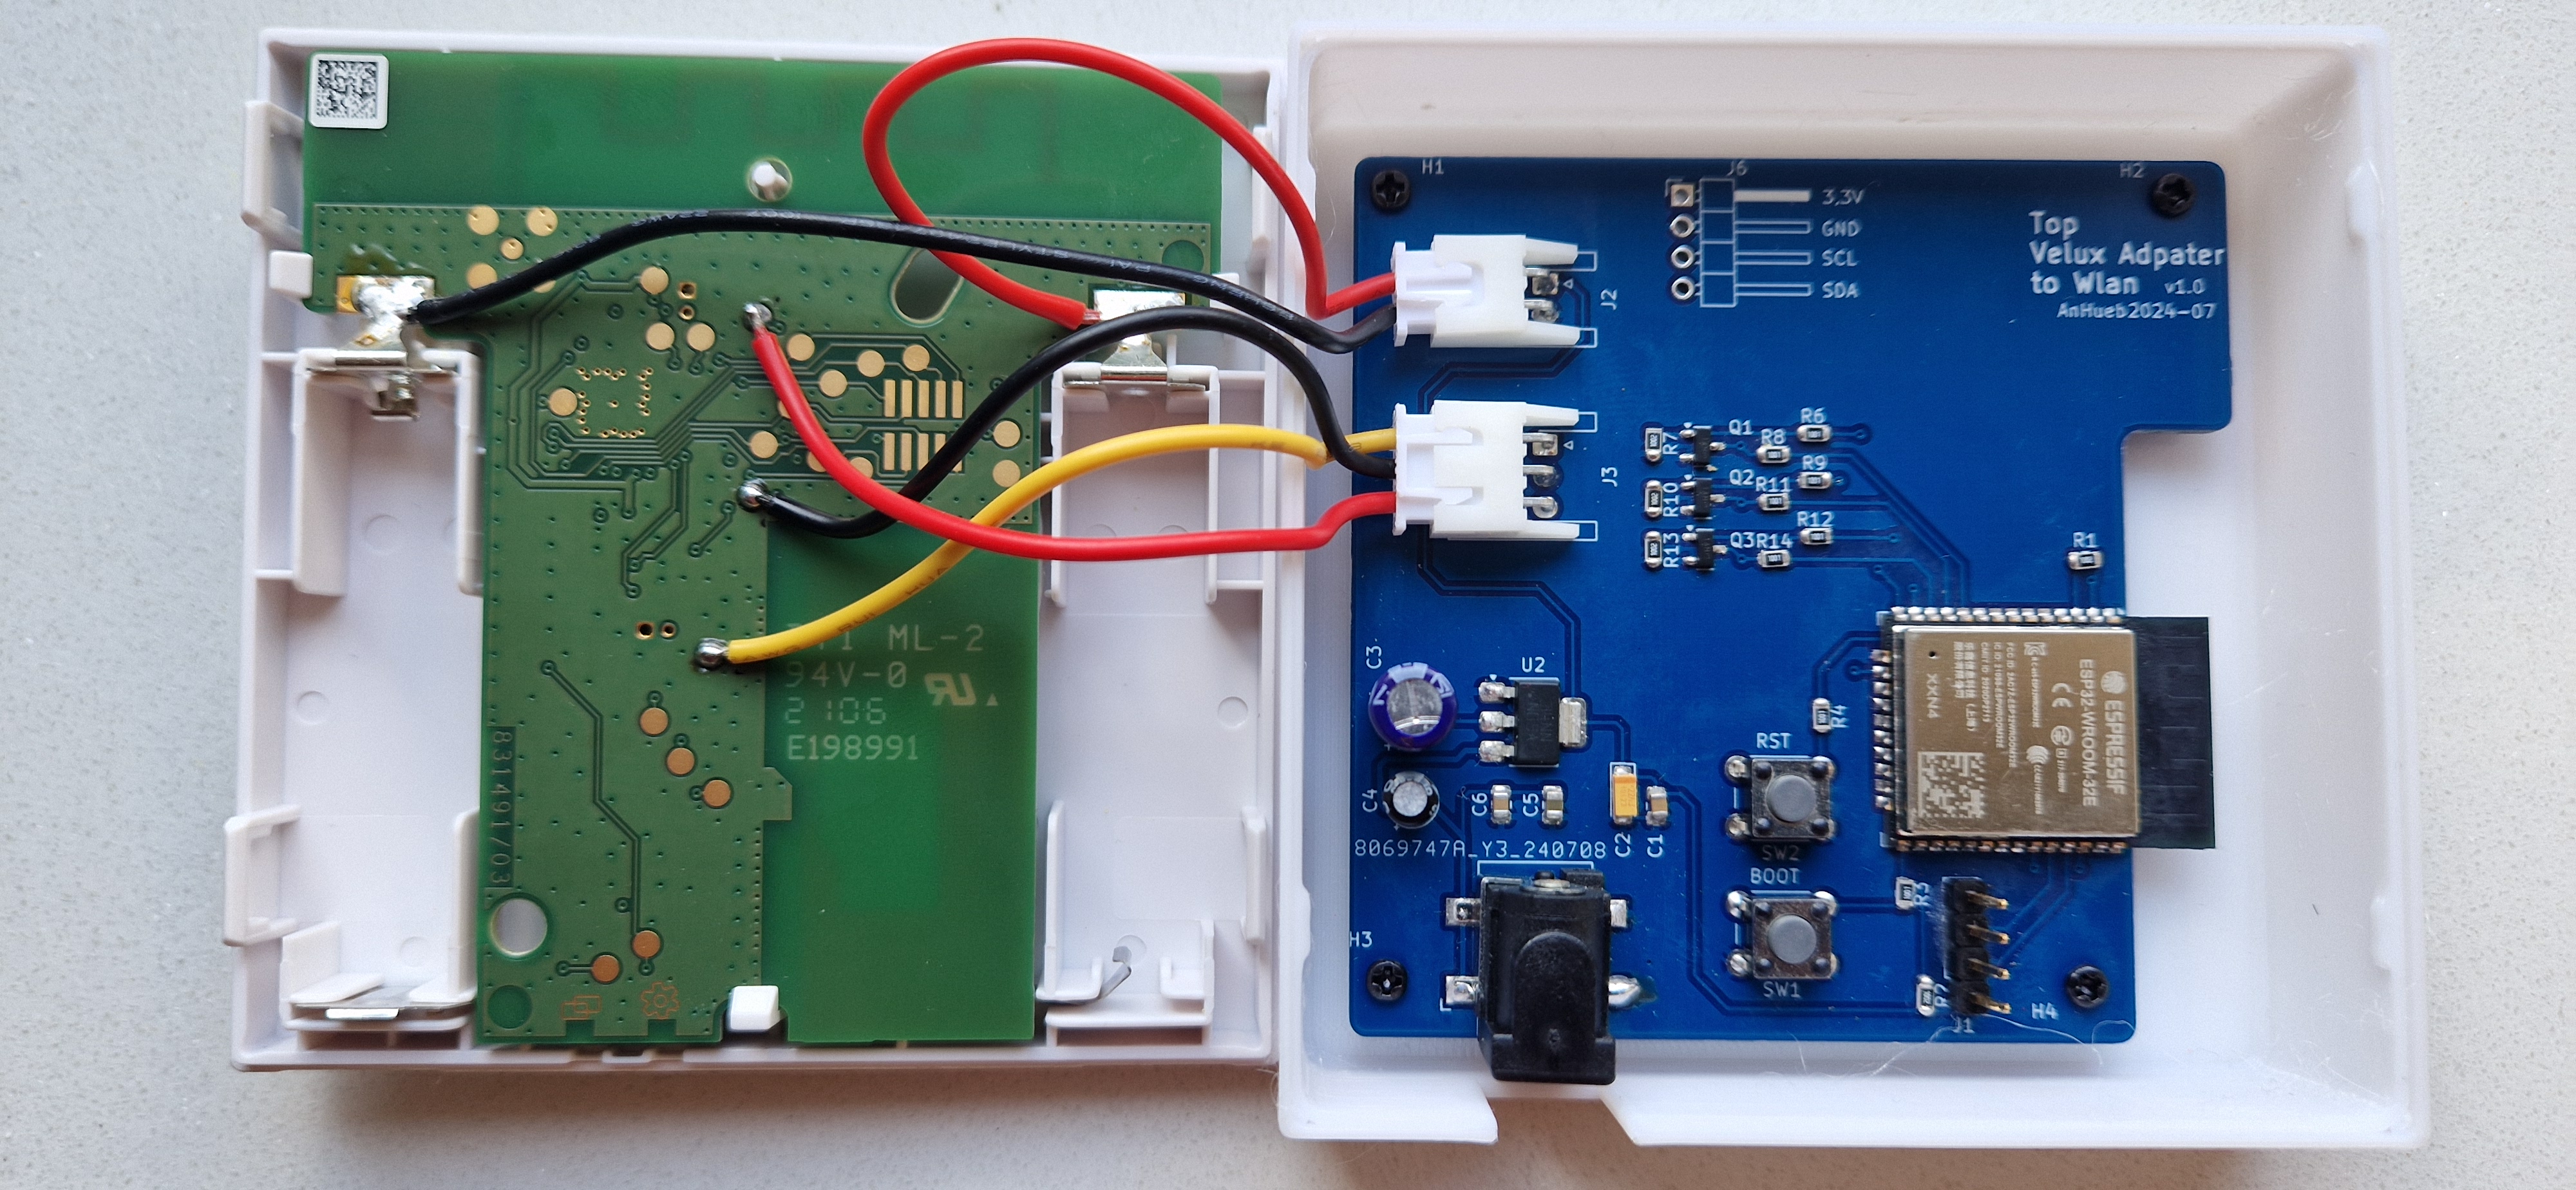 ML-2
94V-0
2106
E198991
8314917/03
H1
J6
3,3V
GND
SCL
SDA
H2
Top
Velux Adpater
to Wlan v1.0
AnHueb2024-07
J2
J3
R7
Q1
R8
R6
R10
Q2
R11
R9
R13
Q3
R14
R12
R1
C3
U2
C4
C6
C5
C2
C1
8069747A_Y3_240708
R4
RST
SW2
BOOT
SW1
ESPRESSIF
ESP32-WROOM-32E
XXN4
R3
R2
J1
H3
H4